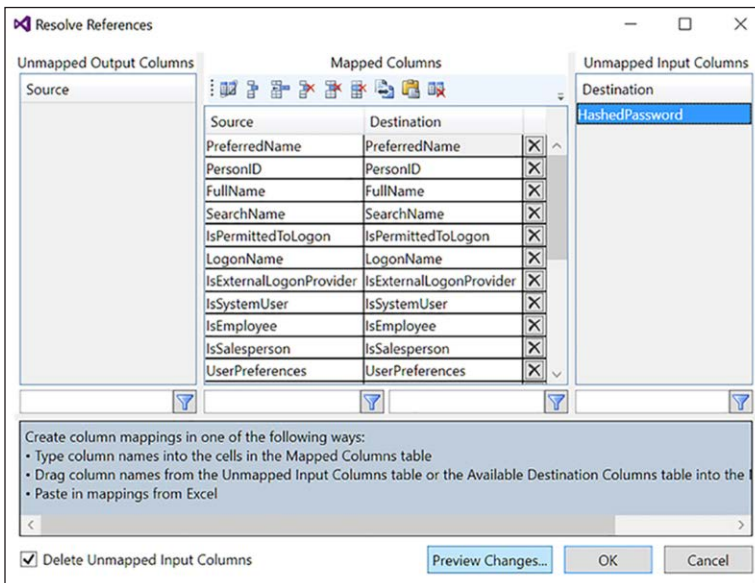 Resolve References
Unmapped Output Columns
Mapped Columns
Unmapped Input Columns
Source
Destination
HashedPassword
Source Destination
PreferredName PreferredName
PersonID PersonID
FullName FullName
SearchName SearchName
IsPermittedToLogon IsPermittedToLogon
LogonName LogonName
IsExternalLogonProvider IsExternalLogonProvider
IsSystemUser IsSystemUser
IsEmployee IsEmployee
IsSalesperson IsSalesperson
UserPreferences UserPreferences
Create column mappings in one of the following ways:
• Type column names into the cells in the Mapped Columns table
• Drag column names from the Unmapped Input Columns table or the Available Destination Columns table into the
• Paste in mappings from Excel
Delete Unmapped Input Columns
Preview Changes...
OK
Cancel